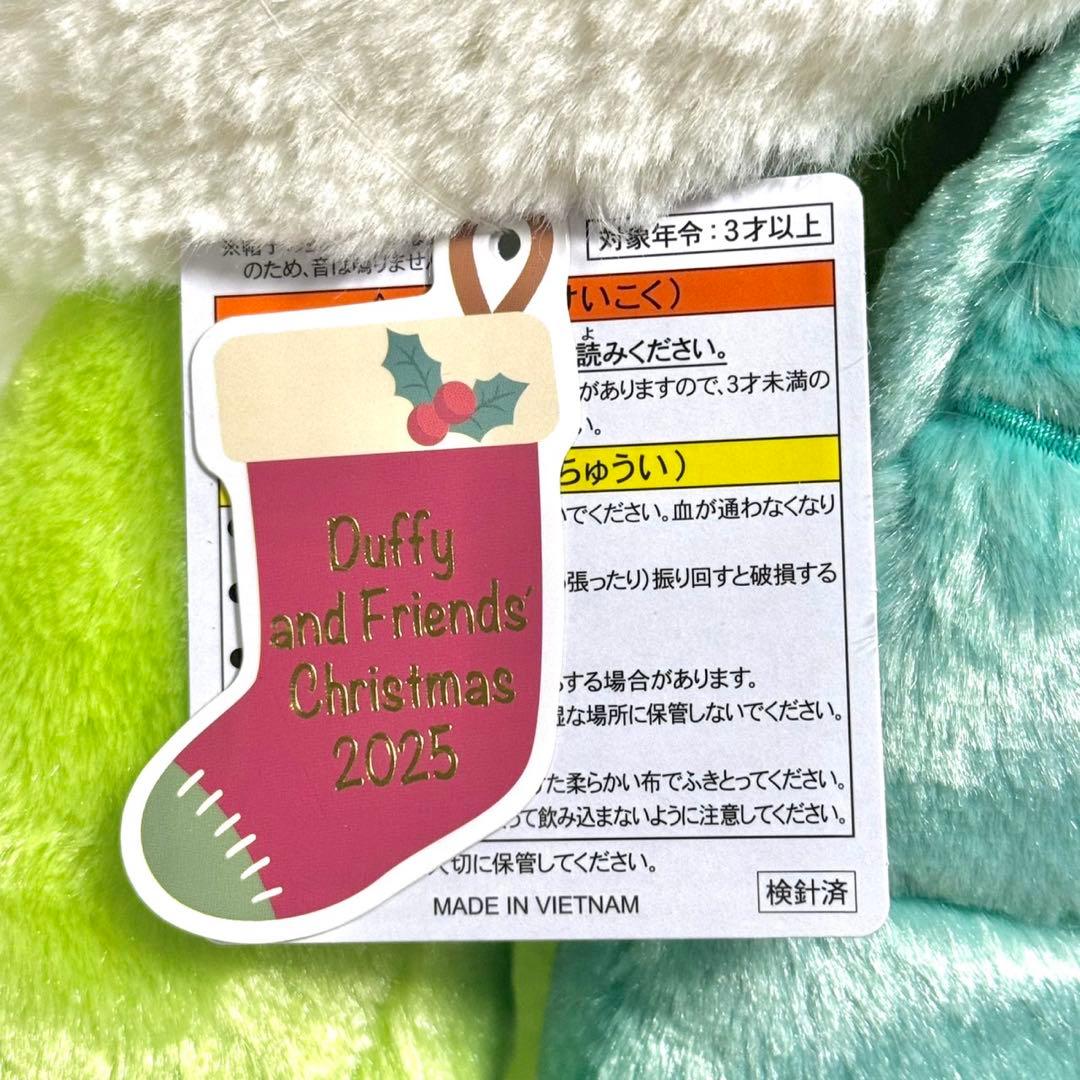 対象年令：3才以上
のため、音は鳴りませ
けいこく）
よ
読みください。
がありますので、3才未満の
い。
ちゅうい）
いでください。血が通わなくなり
張ったり）振り回すと破損する
する場合があります。
湿な場所に保管しないでください。
た柔らかい布でふきとってください。
って飲み込まないように注意してください。
大切に保管してください。
MADE IN VIETNAM
検針済
Duffy
and Friends'
Christmas
2025